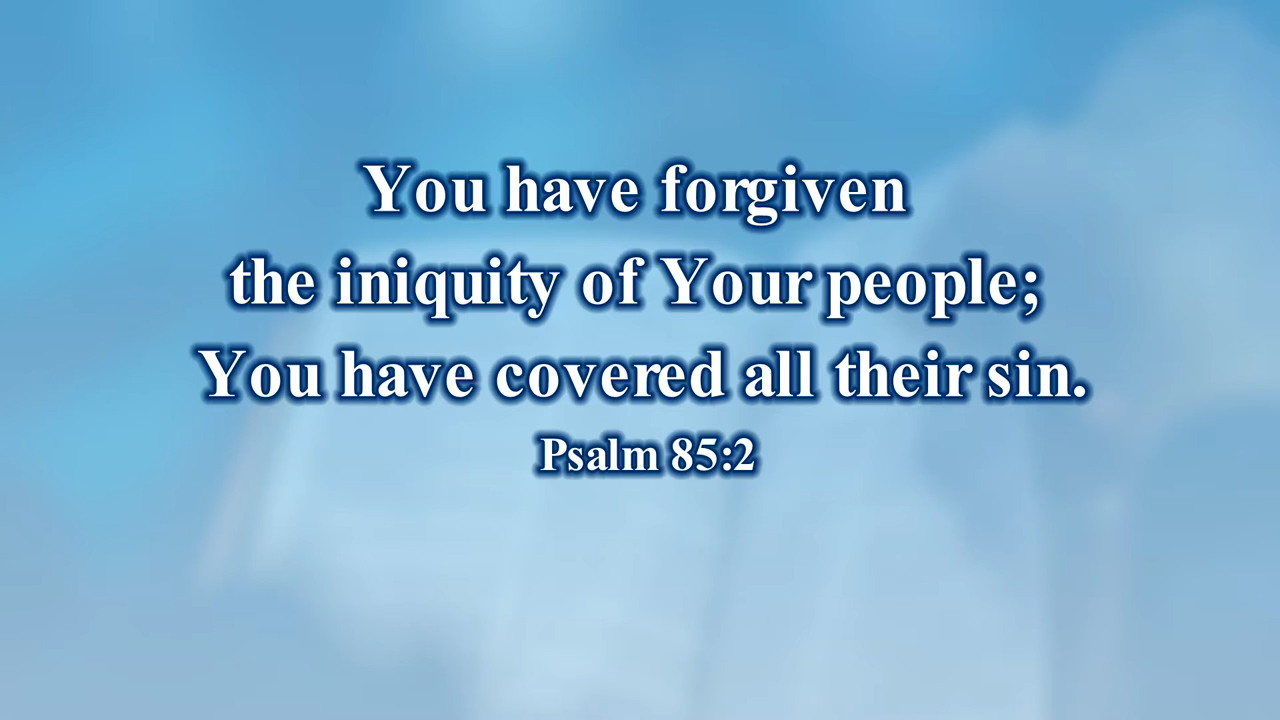 You have forgiven
the iniquity of Your people;
You have covered all their sin.
Psalm 85:2